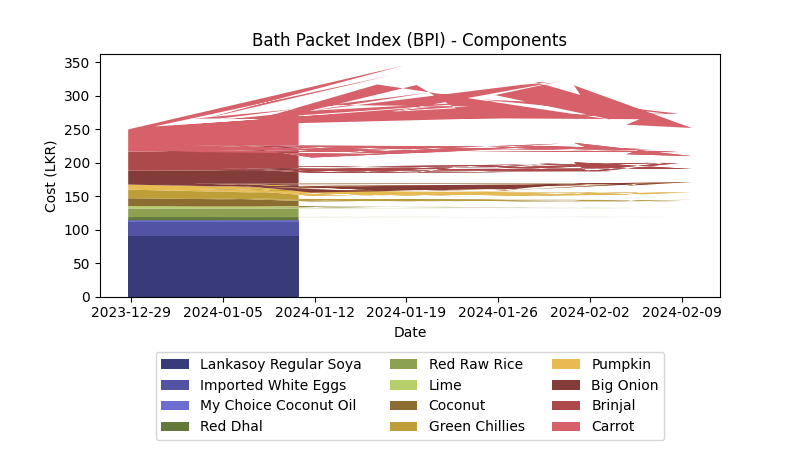 Bath Packet Index (BPI) - Components
Cost (LKR)
350
300
250
200
150
100
50
0
2023-12-29 2024-01-05 2024-01-12 2024-01-19 2024-01-26 2024-02-02 2024-02-09
Date
Lankasoy Regular Soya Red Raw Rice Pumpkin
Imported White Eggs Lime Big Onion
My Choice Coconut Oil Coconut Brinjal
Red Dhal Green Chillies Carrot